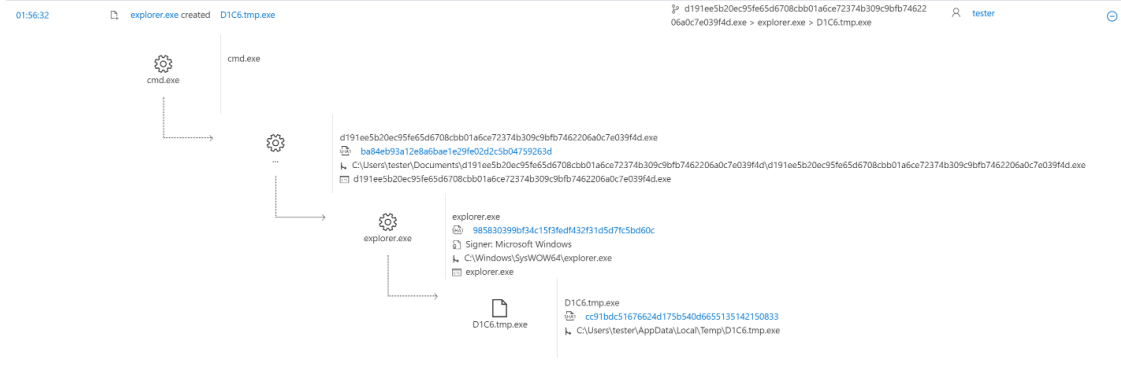 01:56:32
explorer.exe created D1C6.tmp.exe
d191ee5b20ec95fe65d6708cbb01a6ce72374b309c9bfb74622
06a0c7e039f4d.exe > explorer.exe > D1C6.tmp.exe
tester
cmd.exe
cmd.exe
d191ee5b20ec95fe65d6708cbb01a6ce72374b309c9bfb7462206a0c7e039f4d.exe
ba84eb93a12e8a6bae1e29fe02d2c5b04759263d
C:\Users\tester\Documents\d191ee5b20ec95fe65d6708cbb01a6ce72374b309c9bfb7462206a0c7e039f4d\d191ee5b20ec95fe65d6708cbb01a6ce72374b309c9bfb7462206a0c7e039f4d.exe
d191ee5b20ec95fe65d6708cbb01a6ce72374b309c9bfb7462206a0c7e039f4d.exe
...
explorer.exe
explorer.exe
985830399bf34c15f3fedf432f31d5d7fc5bd60c
Signer: Microsoft Windows
C:\Windows\SysWOW64\explorer.exe
explorer.exe
D1C6.tmp.exe
D1C6.tmp.exe
cc91bdc51676624d175b540d6655135142150833
C:\Users\tester\AppData\Local\Temp\D1C6.tmp.exe